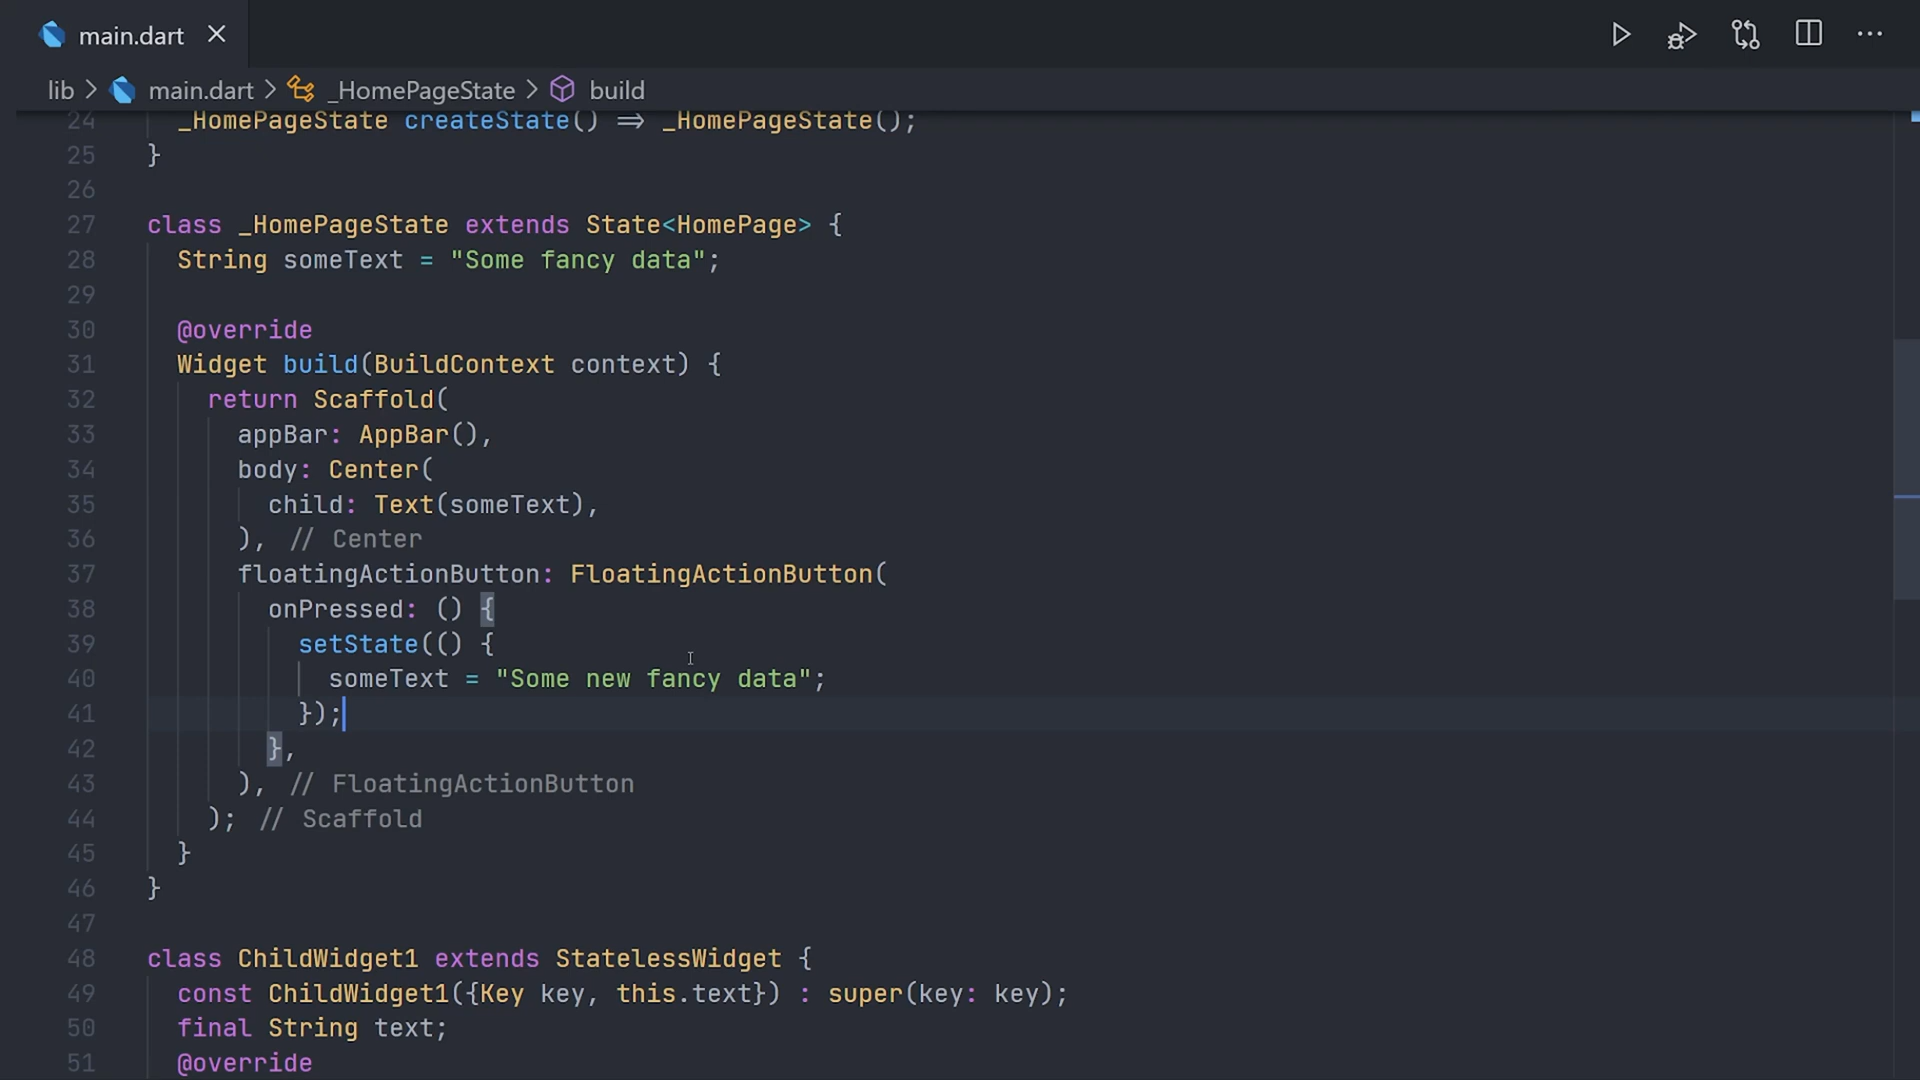 main.dart
lib > main.dart > _HomePageState > build
24 _HomePageState createState() => _HomePageState();
25 }
26
27 class _HomePageState extends State<HomePage> {
28 String someText = "Some fancy data";
29
30 @override
31 Widget build(BuildContext context) {
32 return Scaffold(
33 appBar: AppBar(),
34 body: Center(
35 child: Text(someText),
36 ), // Center
37 floatingActionButton: FloatingActionButton(
38 onPressed: () {
39 setState(() {
40 someText = "Some new fancy data";
41 });
42 },
43 ), // FloatingActionButton
44 ); // Scaffold
45 }
46 }
47
48 class ChildWidget1 extends StatelessWidget {
49 const ChildWidget1({Key key, this.text}) : super(key: key);
50 final String text;
51 @override